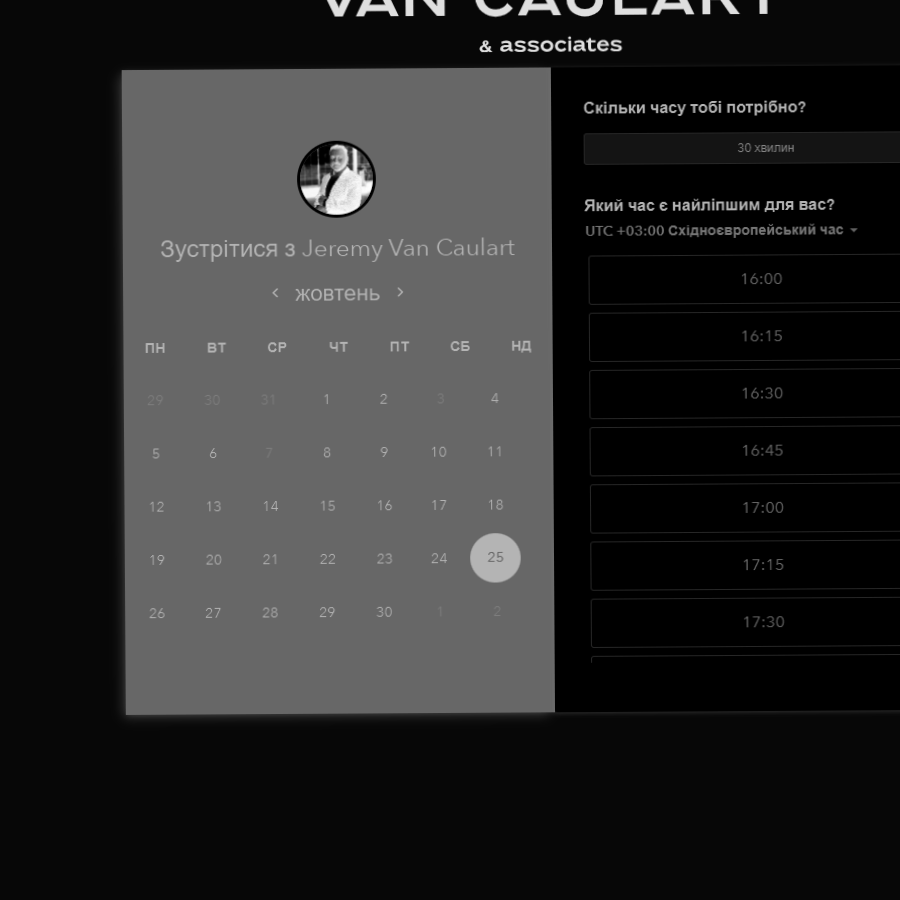 VAN CAULART
& associates
Зустрітися з Jeremy Van Caulart
жовтень
ПН ВТ СР ЧТ ПТ СБ НД
29 30 31 1 2 3 4
5 6 7 8 9 10 11
12 13 14 15 16 17 18
19 20 21 22 23 24 25
26 27 28 29 30 1 2
Скільки часу тобі потрібно?
30 хвилин
Який час є найліпшим для вас?
UTC +03:00 Східноєвропейський час
16:00
16:15
16:30
16:45
17:00
17:15
17:30